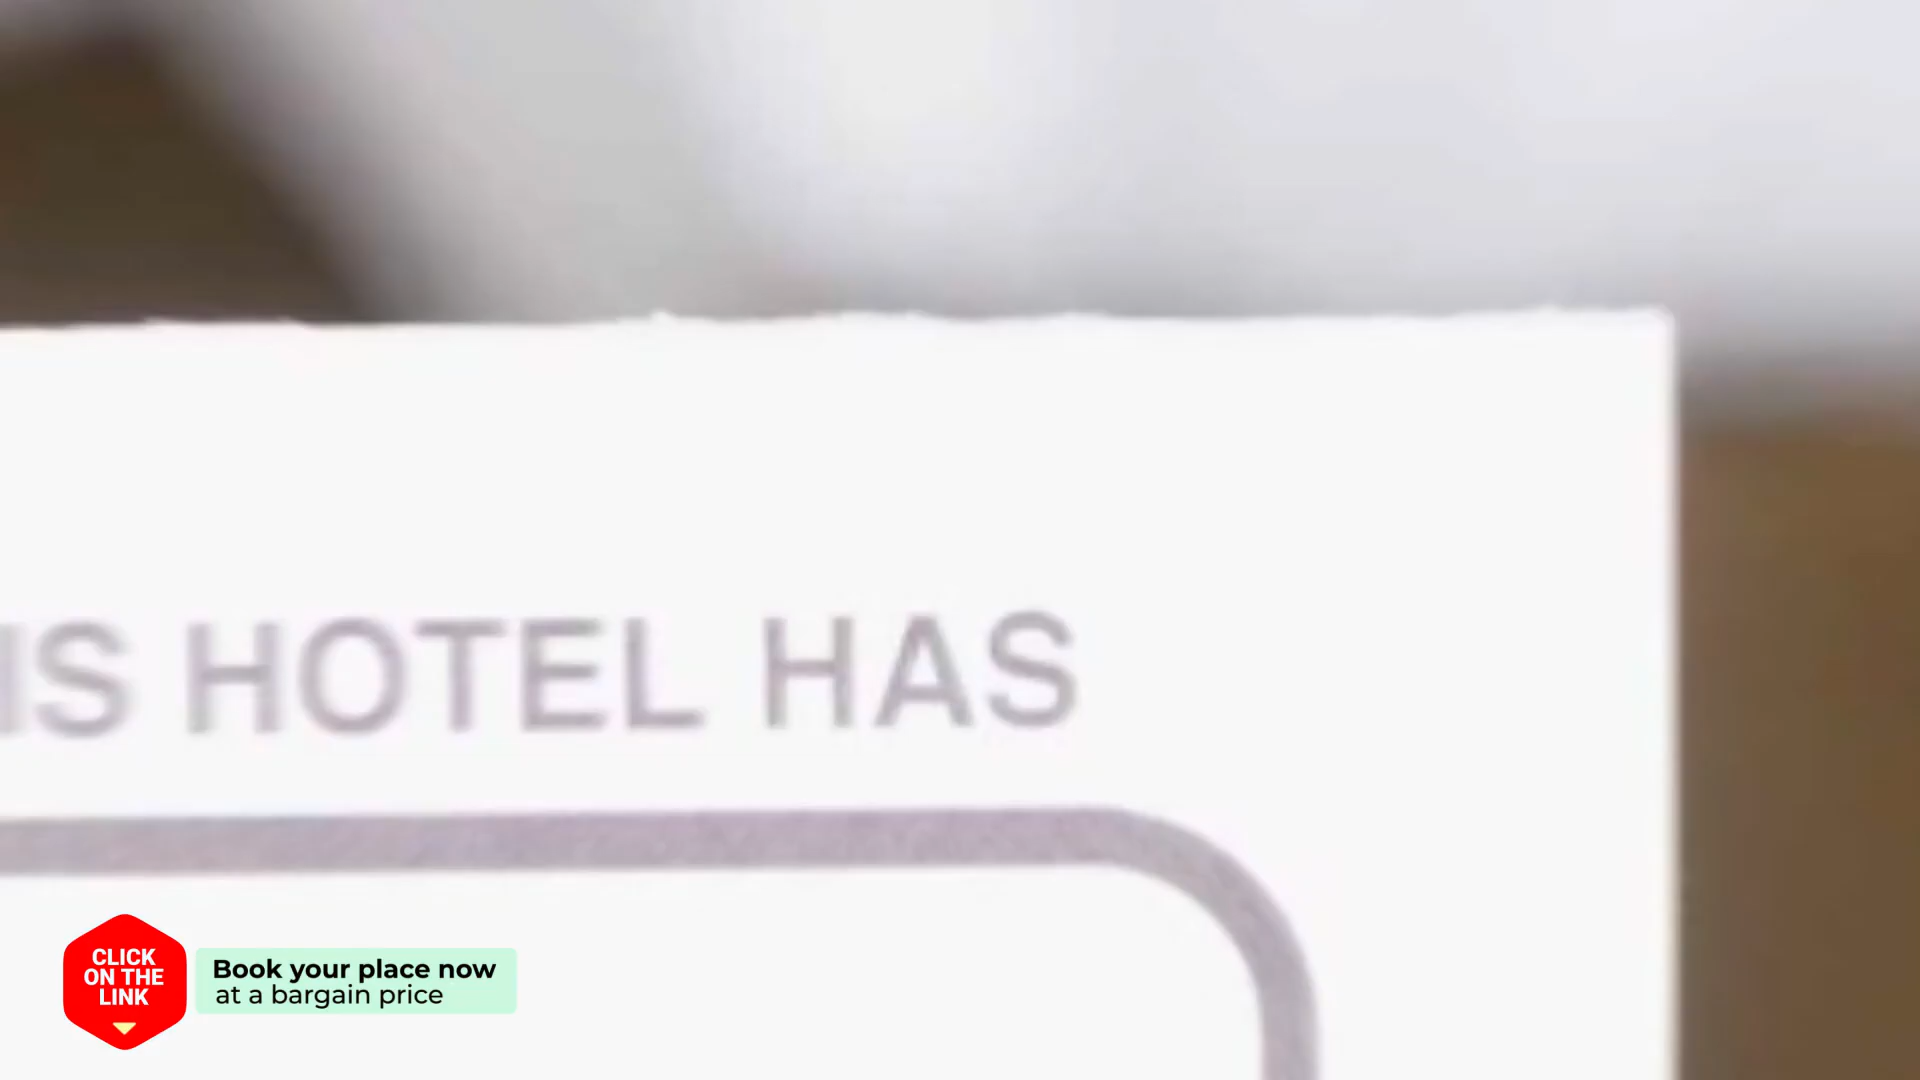 IS HOTEL HAS
CLICK
ON THE
LINK
Book your place now
at a bargain price